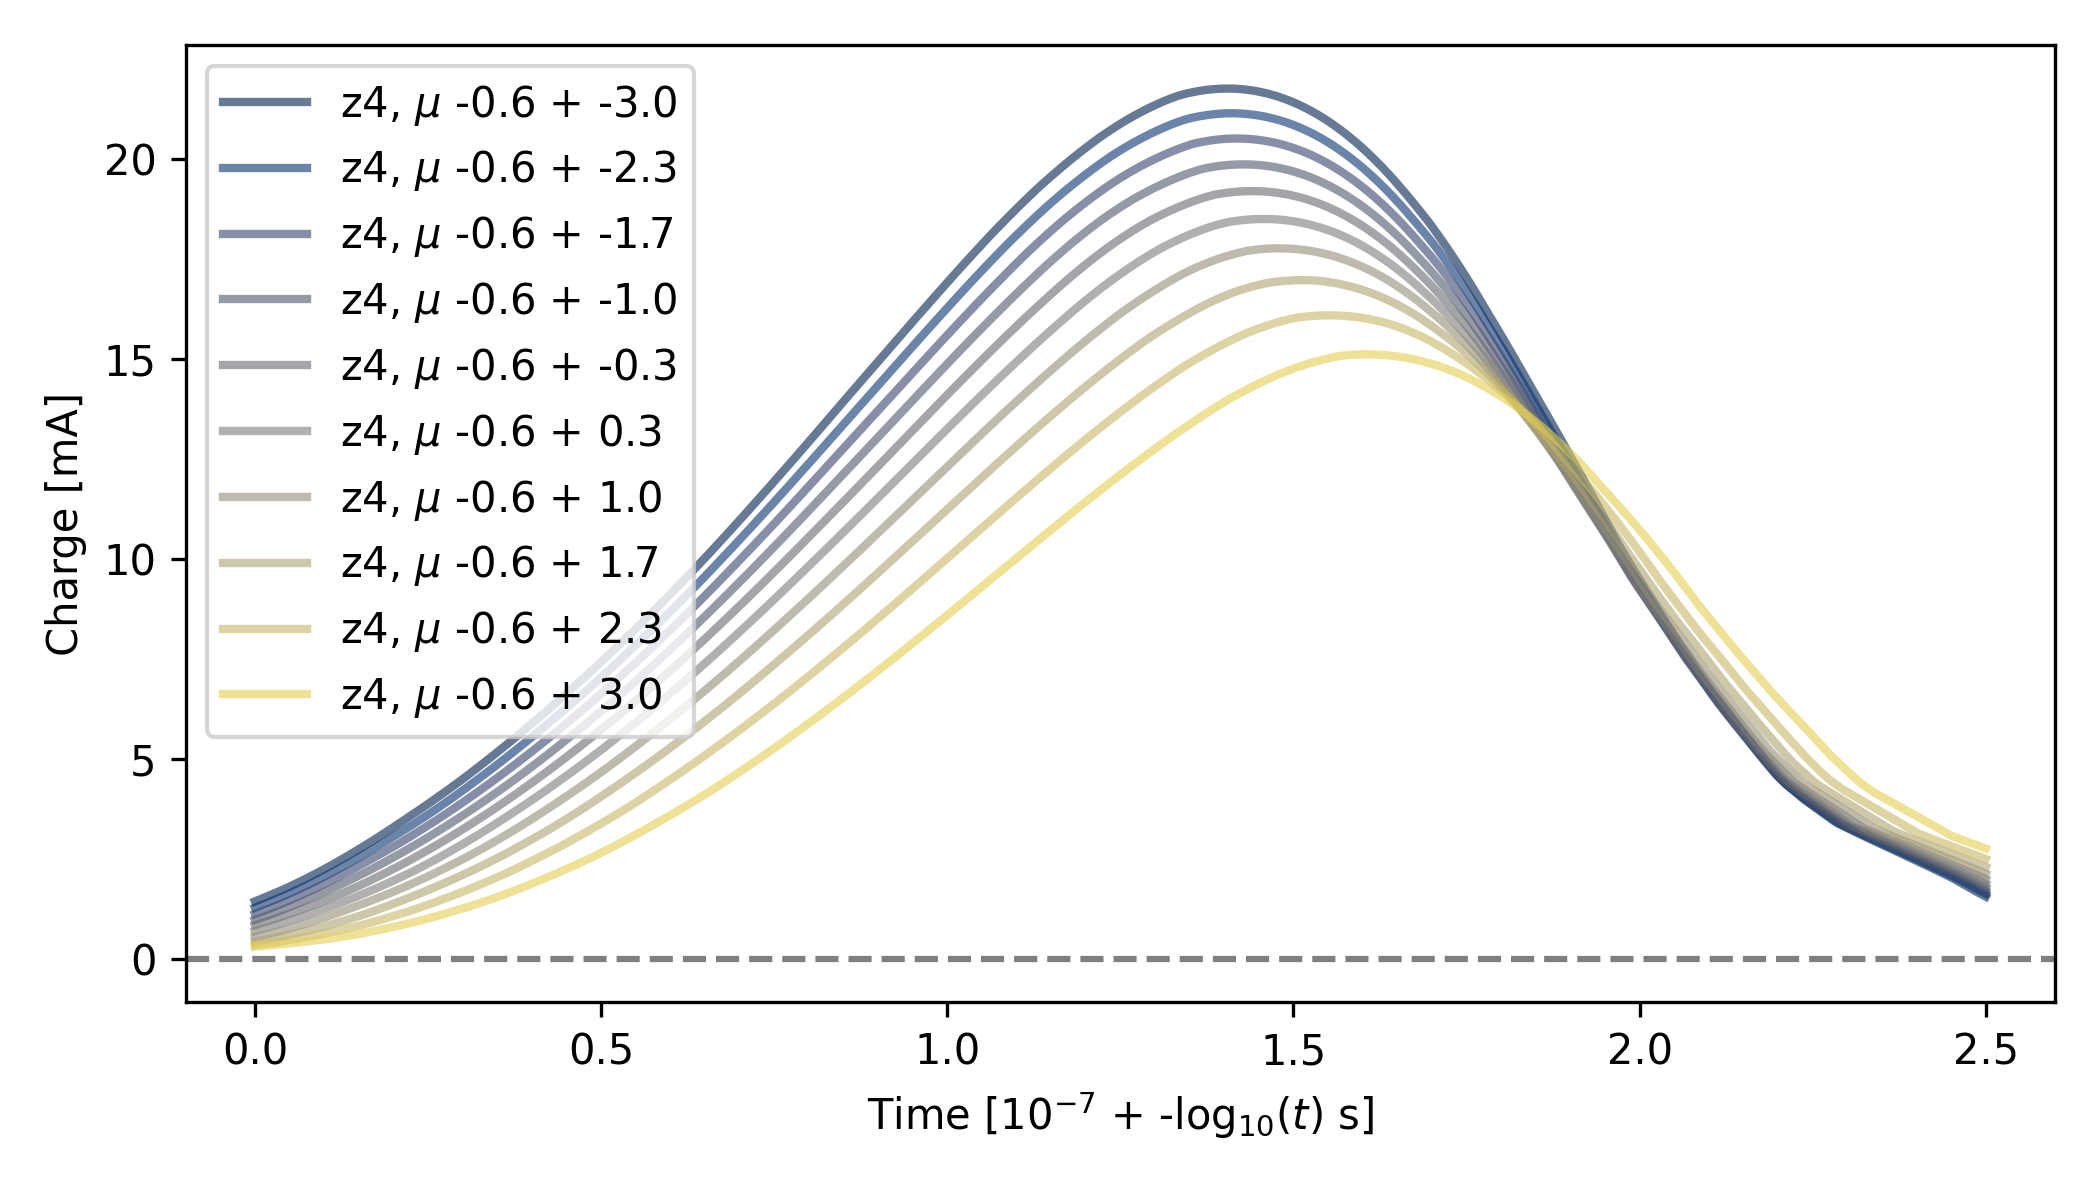 z4, μ -0.6 + -3.0
z4, μ -0.6 + -2.3
z4, μ -0.6 + -1.7
z4, μ -0.6 + -1.0
z4, μ -0.6 + -0.3
z4, μ -0.6 + 0.3
z4, μ -0.6 + 1.0
z4, μ -0.6 + 1.7
z4, μ -0.6 + 2.3
z4, μ -0.6 + 3.0
20
15
10
5
0
Charge [mA]
0.0 0.5 1.0 1.5 2.0 2.5
Time [10⁻⁷ + -log₁₀(t) s]